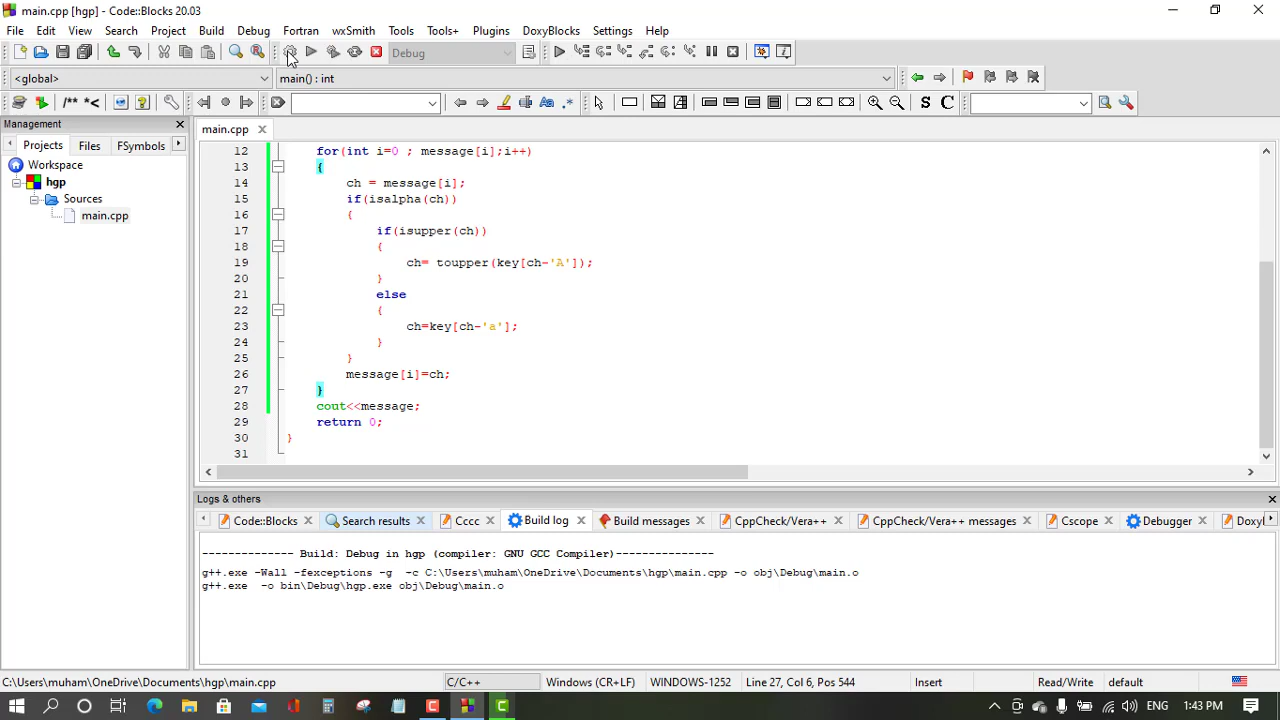 main.cpp [hgp] - Code::Blocks 20.03
File Edit View Search Project Build Debug Fortran wxSmith Tools Tools+ Plugins DoxyBlocks Settings Help
Debug
<global>
main() : int
/** *<
Aa .* S C
Management
main.cpp
Projects Files FSymbols
Workspace
hgp
Sources
main.cpp
12 for(int i=0 ; message[i];i++)
13 {
14 ch = message[i];
15 if(isalpha(ch))
16 {
17 if(isupper(ch))
18 {
19 ch= toupper(key[ch-'A']);
20 }
21 else
22 {
23 ch=key[ch-'a'];
24 }
25 }
26 message[i]=ch;
27 }
28 cout<<message;
29 return 0;
30 }
31
Logs & others
Code::Blocks Search results Cccc Build log Build messages CppCheck/Vera++ CppCheck/Vera++ messages Cscope Debugger Doxy
-------------- Build: Debug in hgp (compiler: GNU GCC Compiler)---------------
g++.exe -Wall -fexceptions -g -c C:\Users\muham\OneDrive\Documents\hgp\main.cpp -o obj\Debug\main.o
g++.exe -o bin\Debug\hgp.exe obj\Debug\main.o
C:\Users\muham\OneDrive\Documents\hgp\main.cpp C/C++ Windows (CR+LF) WINDOWS-1252 Line 27, Col 6, Pos 544 Insert Read/Write default
1:43 PM